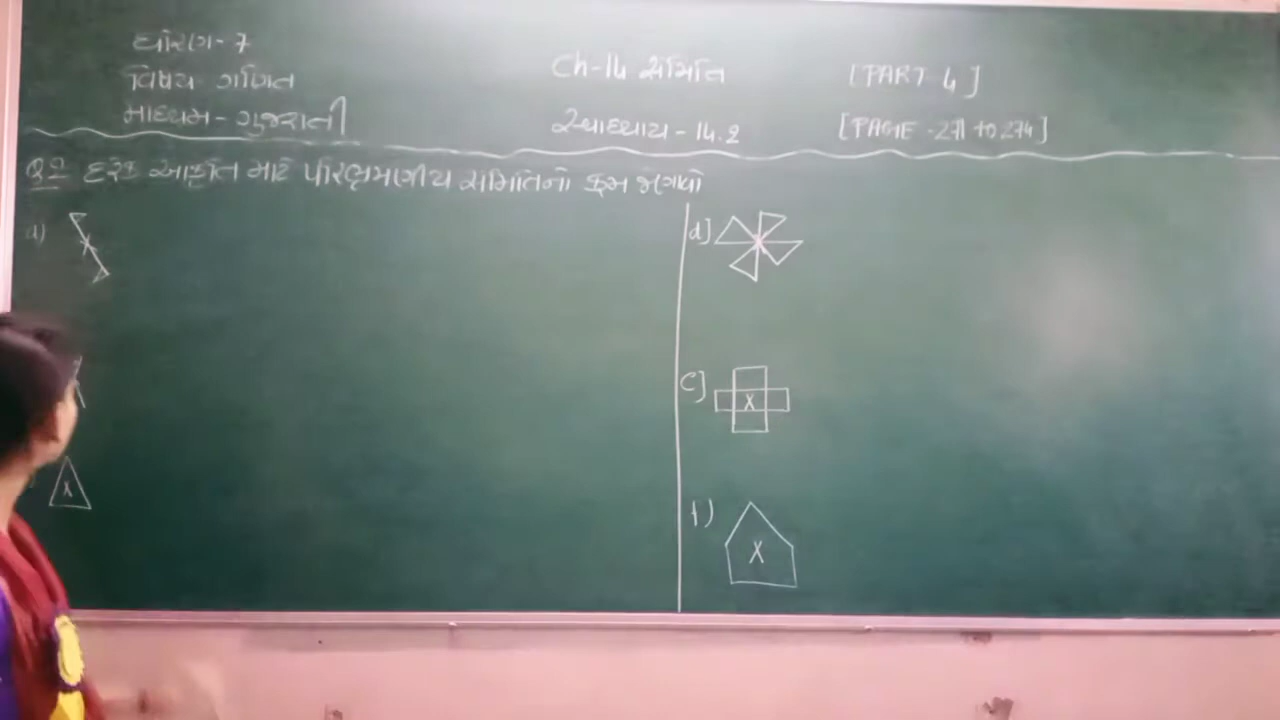 ધોરણ- 7
વિષય ગણિત
માધ્યમ - ગુજરાતી
Ch-14 સંમિતિ
સ્વાધ્યાય - 14.2
[PART 4]
[PAGE -271 to 274]
Q2 દરેક આકૃતિ માટે પરિભ્રમણીય સંમિતિનો ક્રમ જણાવો
a)
d]
X
e]
X
f)
X